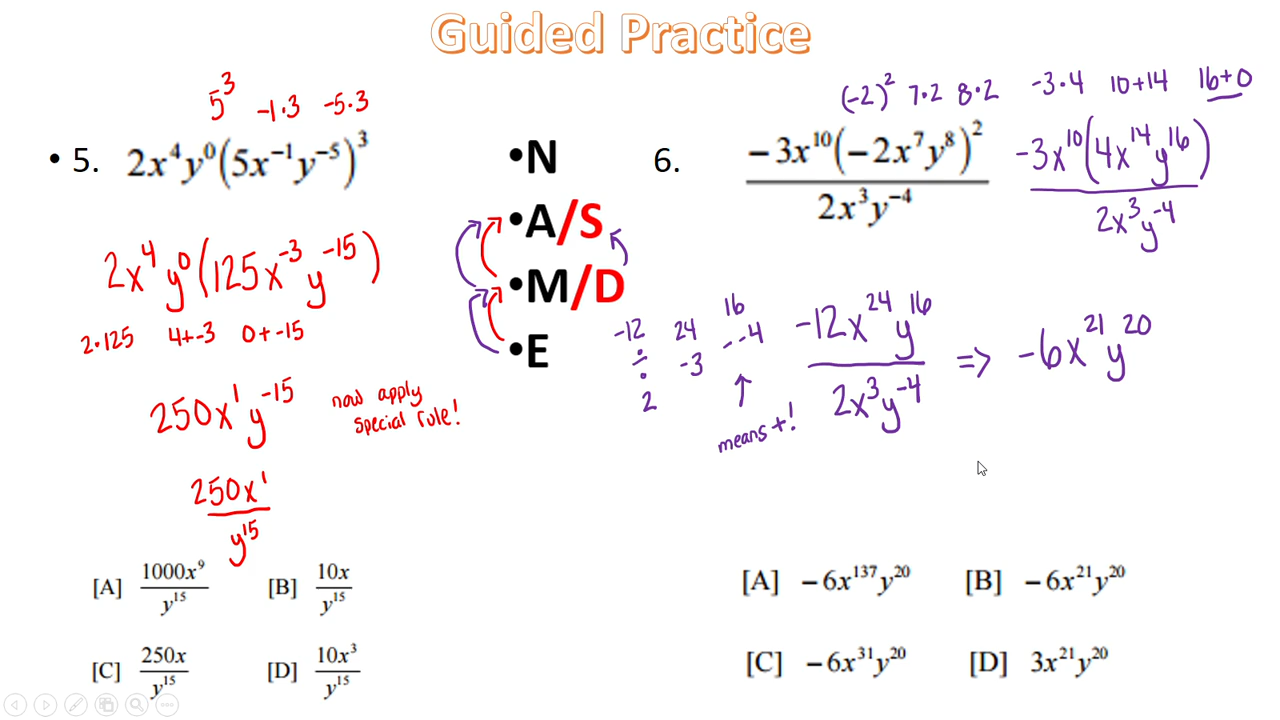 Guided Practice
5³ -1·3 -5·3
• 5. 2x⁴y⁰(5x⁻¹y⁻⁵)³
2x⁴y⁰(125x⁻³y⁻¹⁵)
2·125 4+-3 0+-15
250x¹y⁻¹⁵ now apply
special rule!
250x¹
y¹⁵
[A] 1000x⁹/y¹⁵ [B] 10x/y¹⁵
[C] 250x/y¹⁵ [D] 10x³/y¹⁵
•N
•A/S
•M/D
•E
(-2)² 7·2 8·2 -3·4 10+14 16+0
6. −3x¹⁰(−2x⁷y⁸)² -3x¹⁰(4x¹⁴y¹⁶)
2x³y⁻⁴ 2x³y⁻⁴
-12 24 16 -12x²⁴y¹⁶ => -6x²¹y²⁰
÷ -3 - -4 2x³y⁻⁴
2
means +!
[A] −6x¹³⁷y²⁰ [B] −6x²¹y²⁰
[C] −6x³¹y²⁰ [D] 3x²¹y²⁰